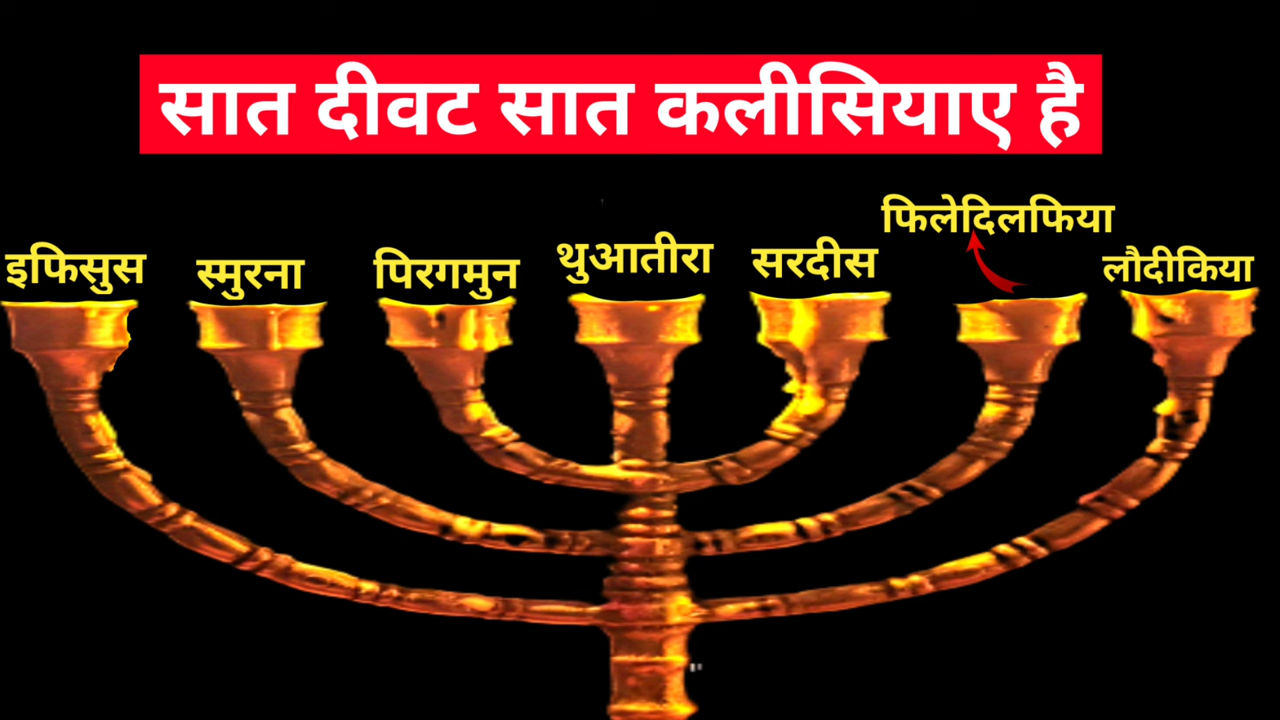 सात दीवट सात कलीसियाए है
इफिसुस
स्मुरना
पिरगमुन
थुआतीरा
सरदीस
फिलेदिलफिया
लौदीकिया
"